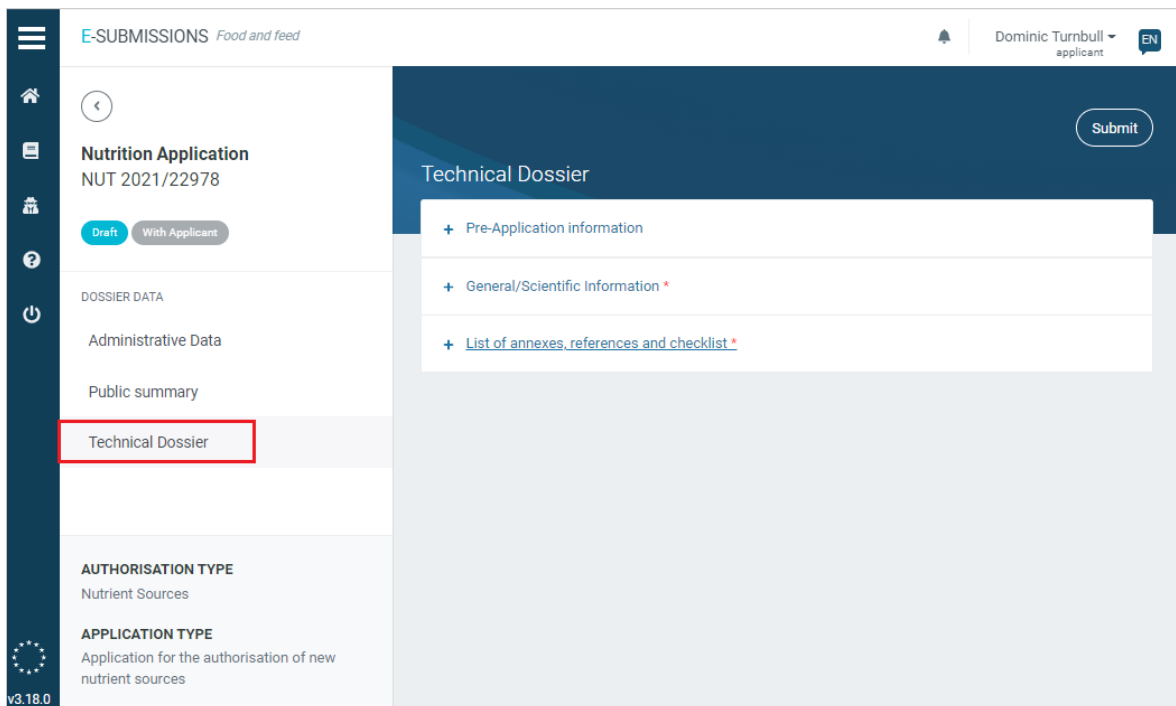 E-SUBMISSIONS Food and feed
Dominic Turnbull
applicant
EN
Nutrition Application
NUT 2021/22978
Draft
With Applicant
DOSSIER DATA
Administrative Data
Public summary
Technical Dossier
AUTHORISATION TYPE
Nutrient Sources
APPLICATION TYPE
Application for the authorisation of new
nutrient sources
v3.18.0
Submit
Technical Dossier
+ Pre-Application information
+ General/Scientific Information *
+ List of annexes, references and checklist *